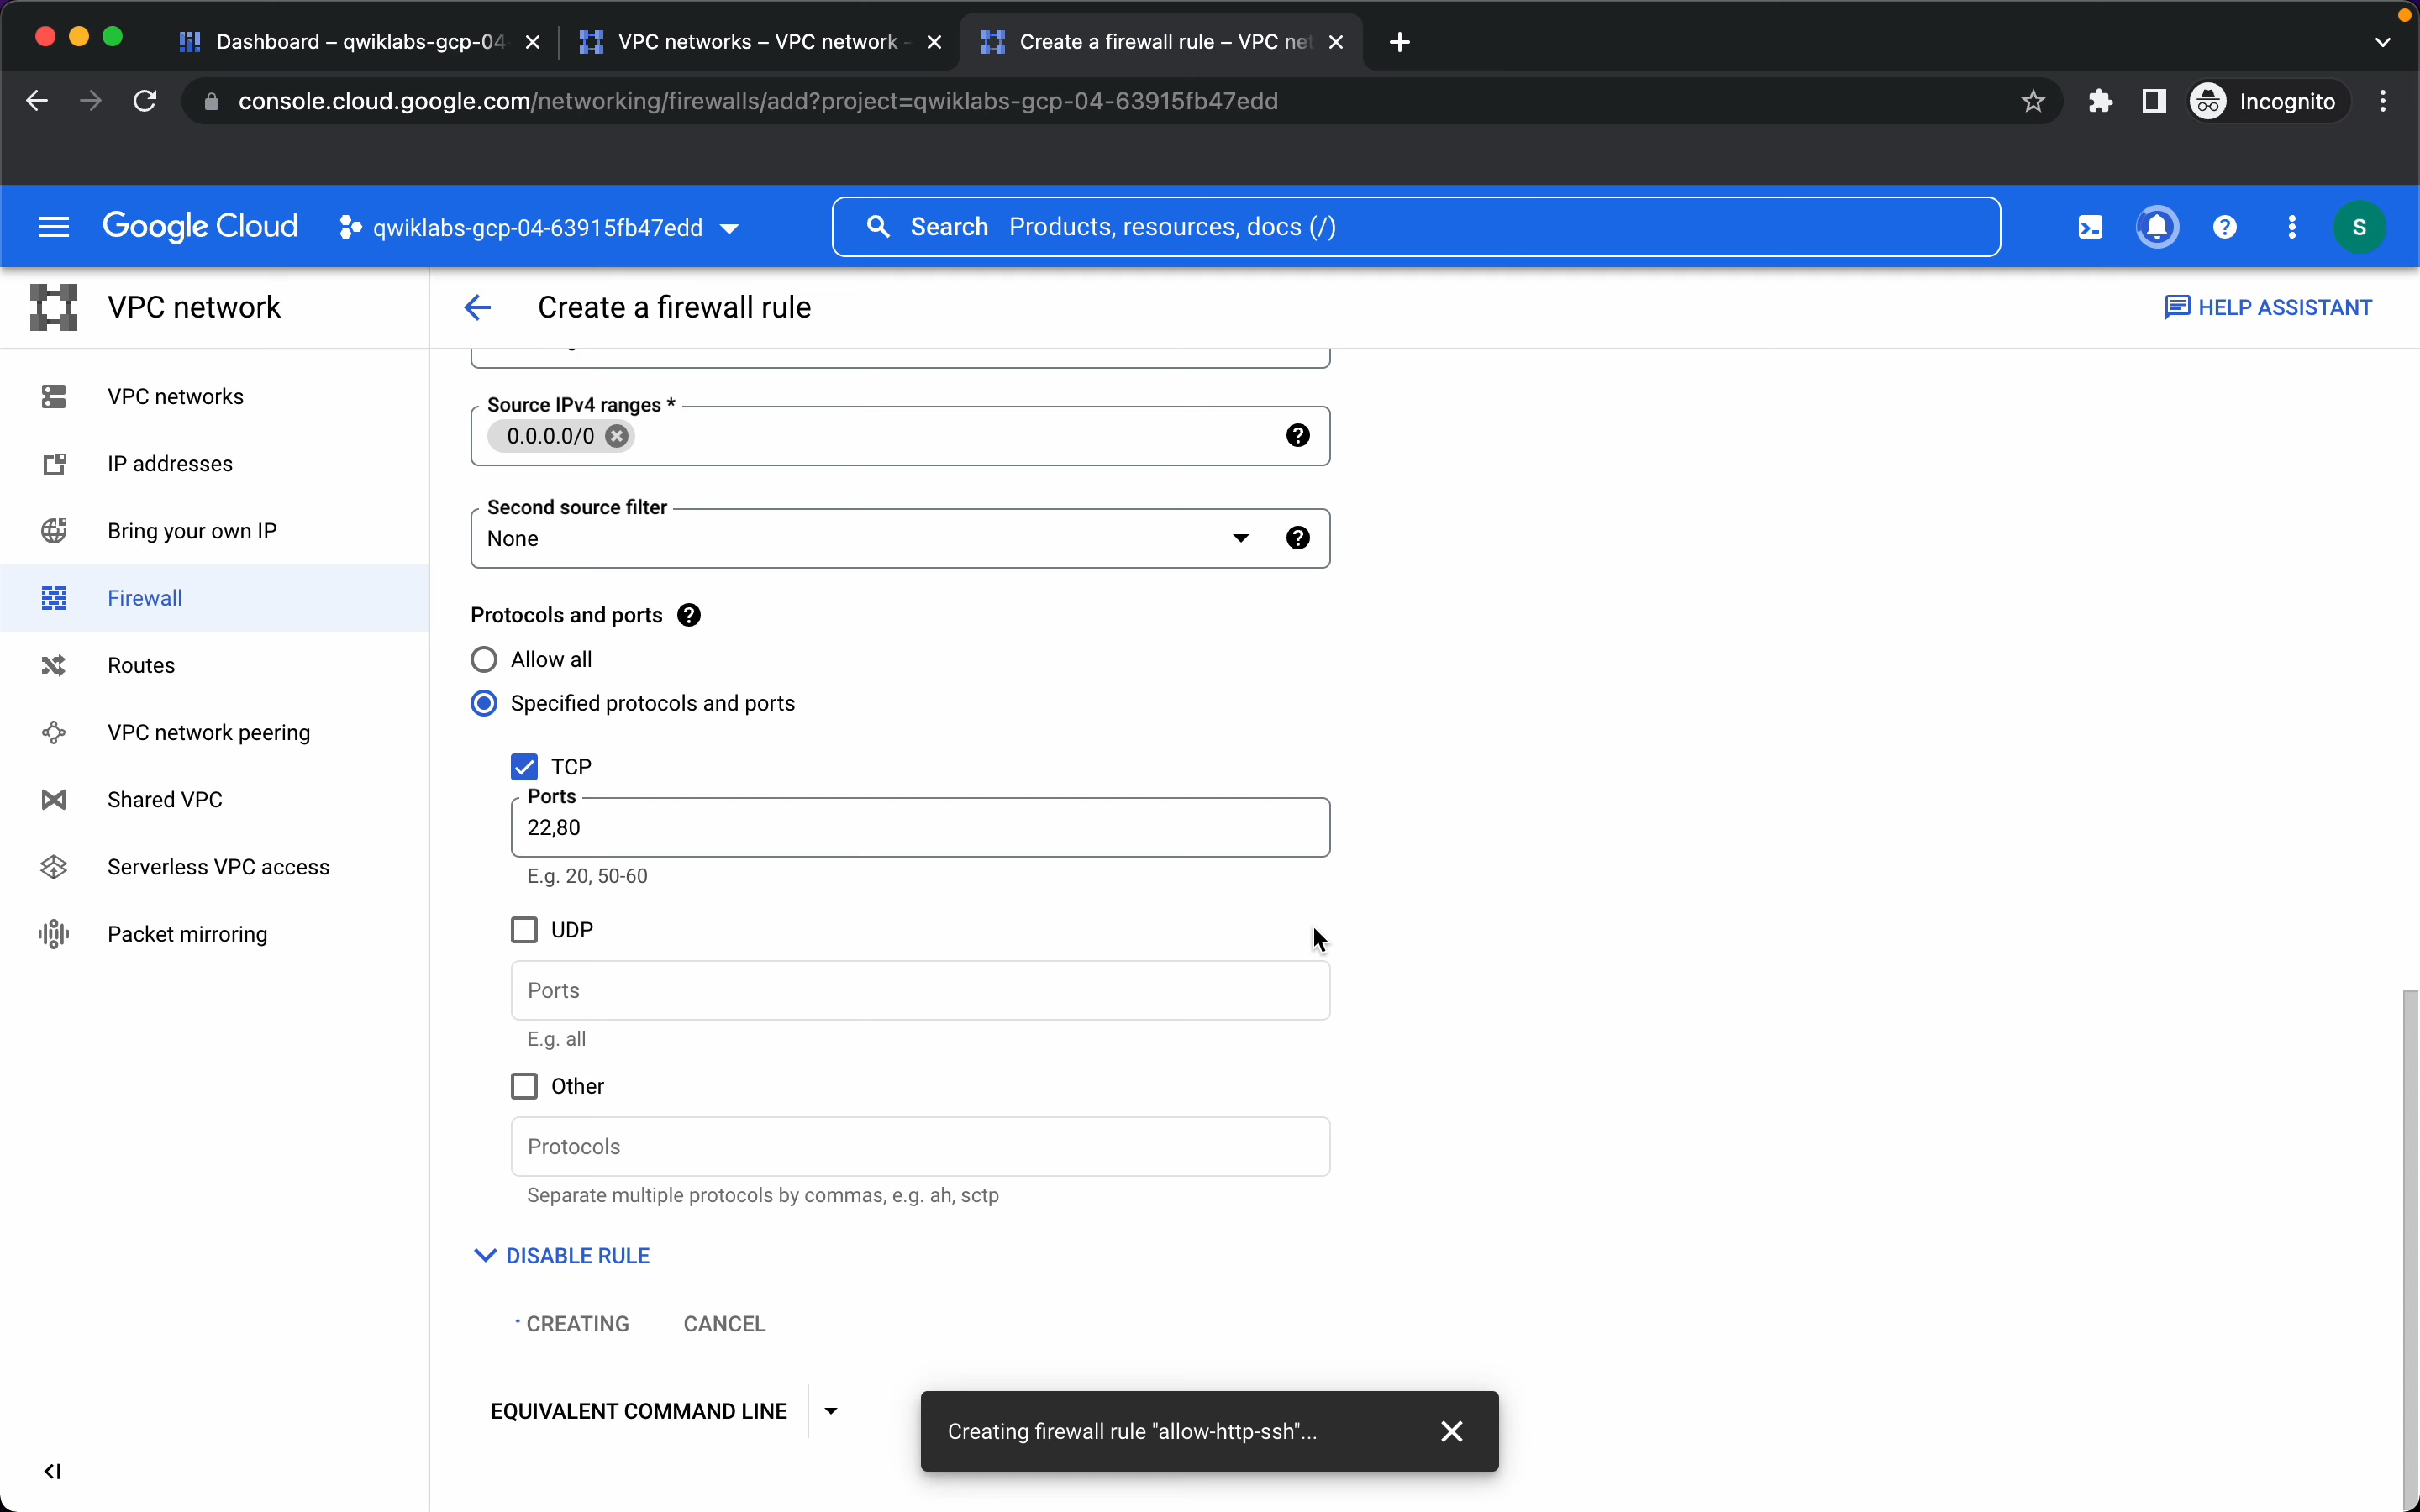 Dashboard – qwiklabs-gcp-04
VPC networks – VPC network -
Create a firewall rule – VPC net
console.cloud.google.com/networking/firewalls/add?project=qwiklabs-gcp-04-63915fb47edd
Incognito
Google Cloud
qwiklabs-gcp-04-63915fb47edd
Search Products, resources, docs (/)
S
VPC network
Create a firewall rule
HELP ASSISTANT
VPC networks
IP addresses
Bring your own IP
Firewall
Routes
VPC network peering
Shared VPC
Serverless VPC access
Packet mirroring
Source IPv4 ranges *
0.0.0.0/0
Second source filter
None
Protocols and ports
Allow all
Specified protocols and ports
TCP
Ports
22,80
E.g. 20, 50-60
UDP
Ports
E.g. all
Other
Protocols
Separate multiple protocols by commas, e.g. ah, sctp
DISABLE RULE
CREATING
CANCEL
EQUIVALENT COMMAND LINE
Creating firewall rule "allow-http-ssh"...